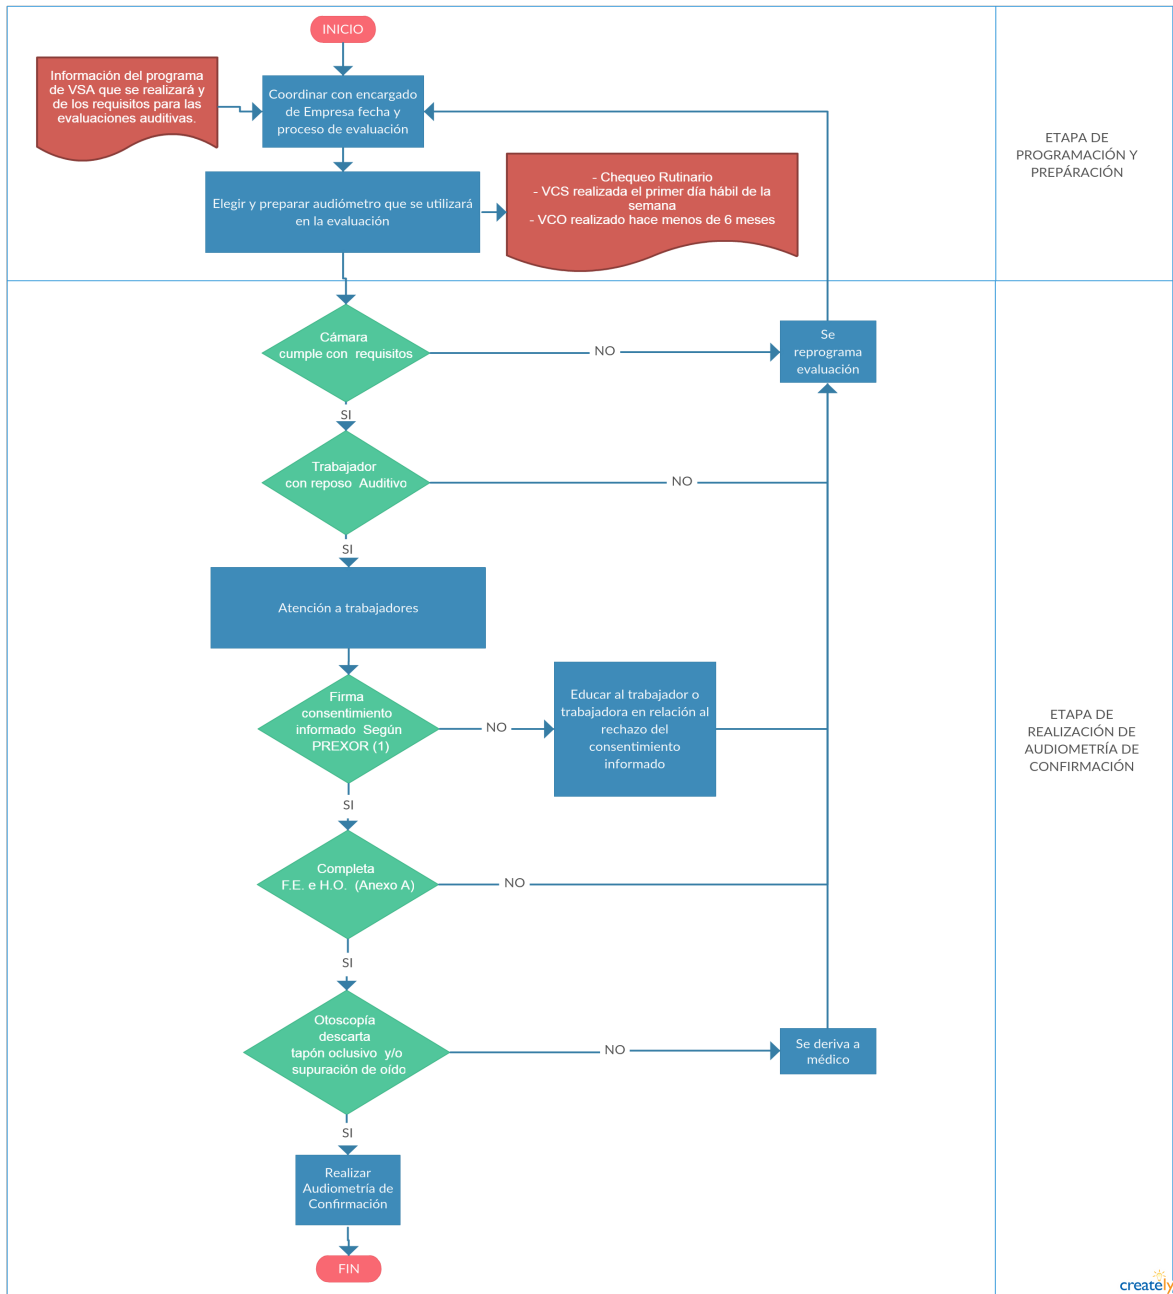 INICIO
Información del programa
de VSA que se realizará y
de los requisitos para las
evaluaciones auditivas.
Coordinar con encargado
de Empresa fecha y
proceso de evaluación
ETAPA DE
PROGRAMACIÓN Y
PREPÁRACIÓN
Elegir y preparar audiómetro que se utilizará
en la evaluación
- Chequeo Rutinario
- VCS realizada el primer día hábil de la
semana
- VCO realizado hace menos de 6 meses
Cámara
cumple con requisitos
NO
Se
reprograma
evaluación
SI
Trabajador
con reposo Auditivo
NO
SI
Atención a trabajadores
Firma
consentimiento
informado Según
PREXOR (1)
NO
Educar al trabajador o
trabajadora en relación al
rechazo del
consentimiento
informado
ETAPA DE
REALIZACIÓN DE
AUDIOMETRÍA DE
CONFIRMACIÓN
SI
Completa
F.E. e H.O. (Anexo A)
NO
SI
Otoscopía
descarta
tapón oclusivo y/o
supuración de oído
NO
Se deriva a
médico
SI
Realizar
Audiometría de
Confirmación
FIN
creately